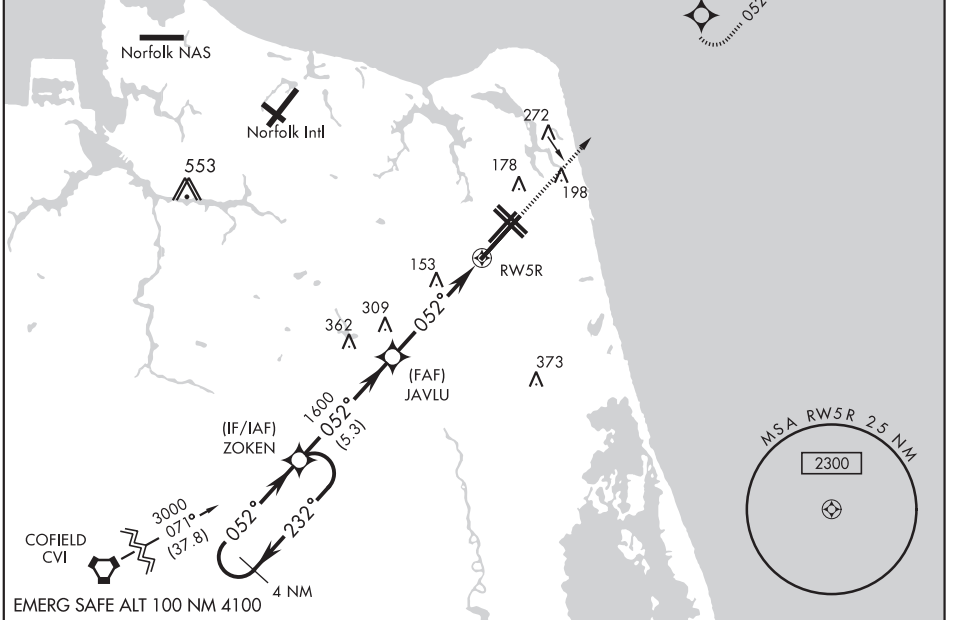 052°
Norfolk NAS
Norfolk Intl
272
553
178
198
RW5R
153
052°
309
362
(FAF)
JAVLU
373
1600
052°
(5.3)
(IF/IAF)
ZOKEN
MSA RW5R 25 NM
2300
3000
071°
(37.8)
052°
232°
COFIELD
CVI
4 NM
EMERG SAFE ALT 100 NM 4100